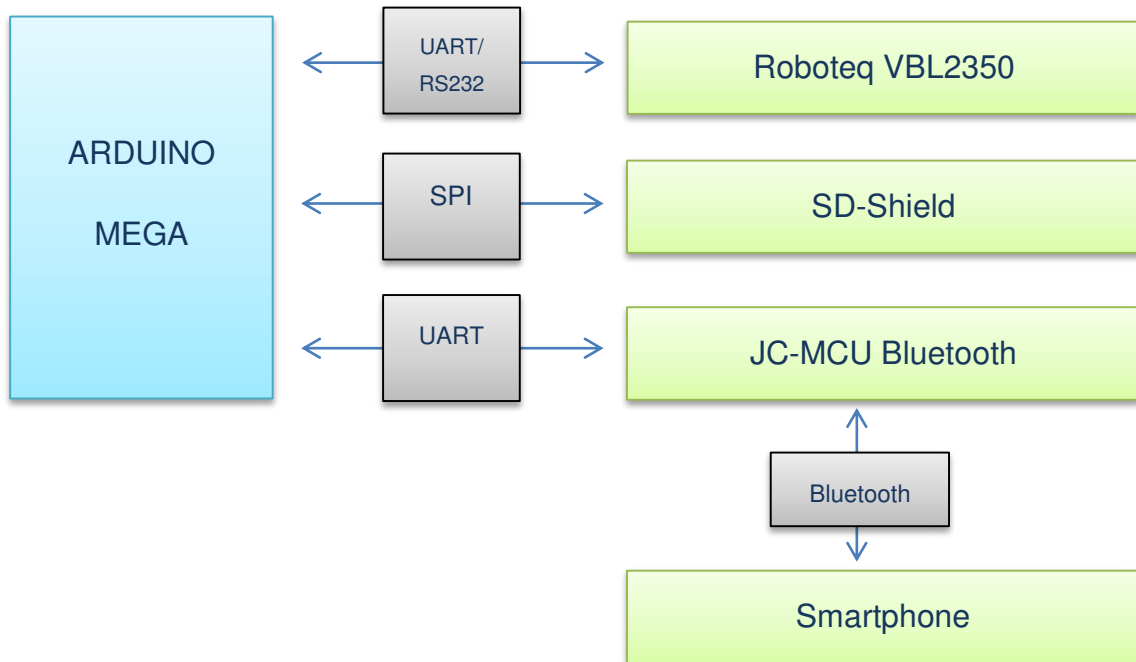 ARDUINO
MEGA
UART/
RS232
Roboteq VBL2350
SPI
SD-Shield
UART
JC-MCU Bluetooth
Bluetooth
Smartphone